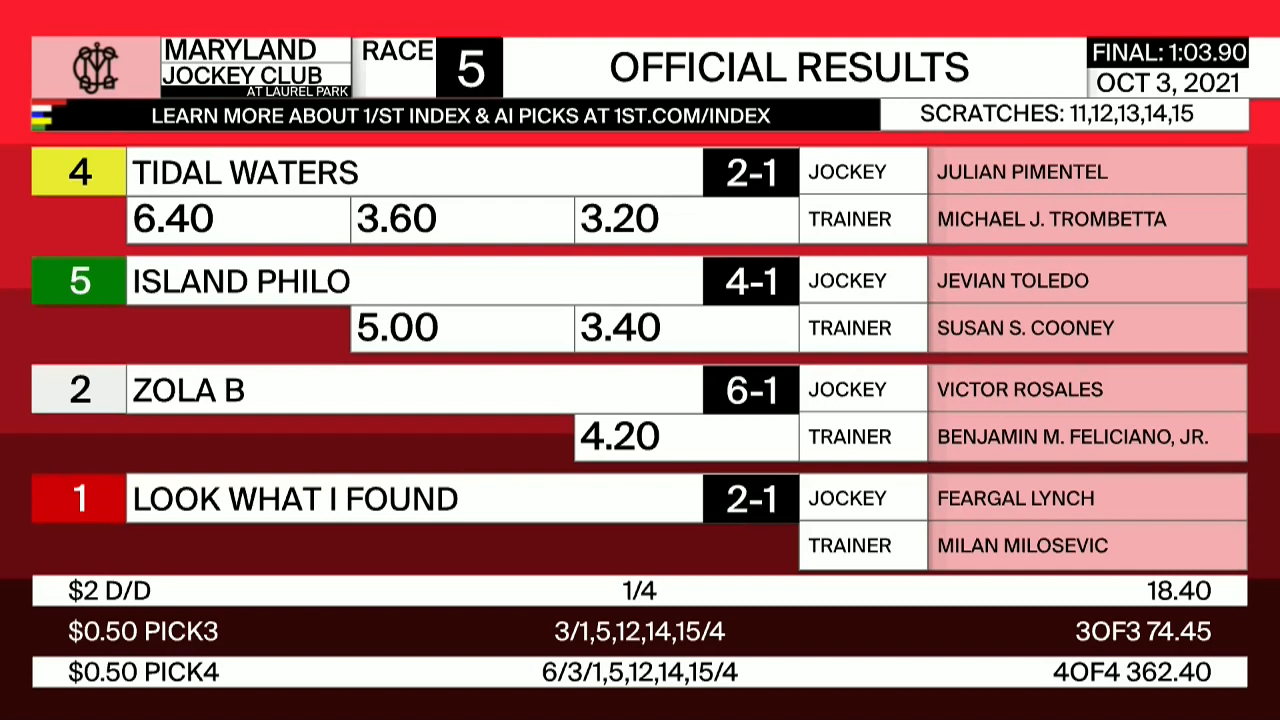 MARYLAND
JOCKEY CLUB
AT LAUREL PARK
RACE 5
OFFICIAL RESULTS
FINAL: 1:03.90
OCT 3, 2021
LEARN MORE ABOUT 1/ST INDEX & AI PICKS AT 1ST.COM/INDEX
SCRATCHES: 11,12,13,14,15
4 TIDAL WATERS 2-1 JOCKEY JULIAN PIMENTEL
6.40 3.60 3.20 TRAINER MICHAEL J. TROMBETTA
5 ISLAND PHILO 4-1 JOCKEY JEVIAN TOLEDO
5.00 3.40 TRAINER SUSAN S. COONEY
2 ZOLA B 6-1 JOCKEY VICTOR ROSALES
4.20 TRAINER BENJAMIN M. FELICIANO, JR.
1 LOOK WHAT I FOUND 2-1 JOCKEY FEARGAL LYNCH
TRAINER MILAN MILOSEVIC
$2 D/D 1/4 18.40
$0.50 PICK3 3/1,5,12,14,15/4 3OF3 74.45
$0.50 PICK4 6/3/1,5,12,14,15/4 4OF4 362.40